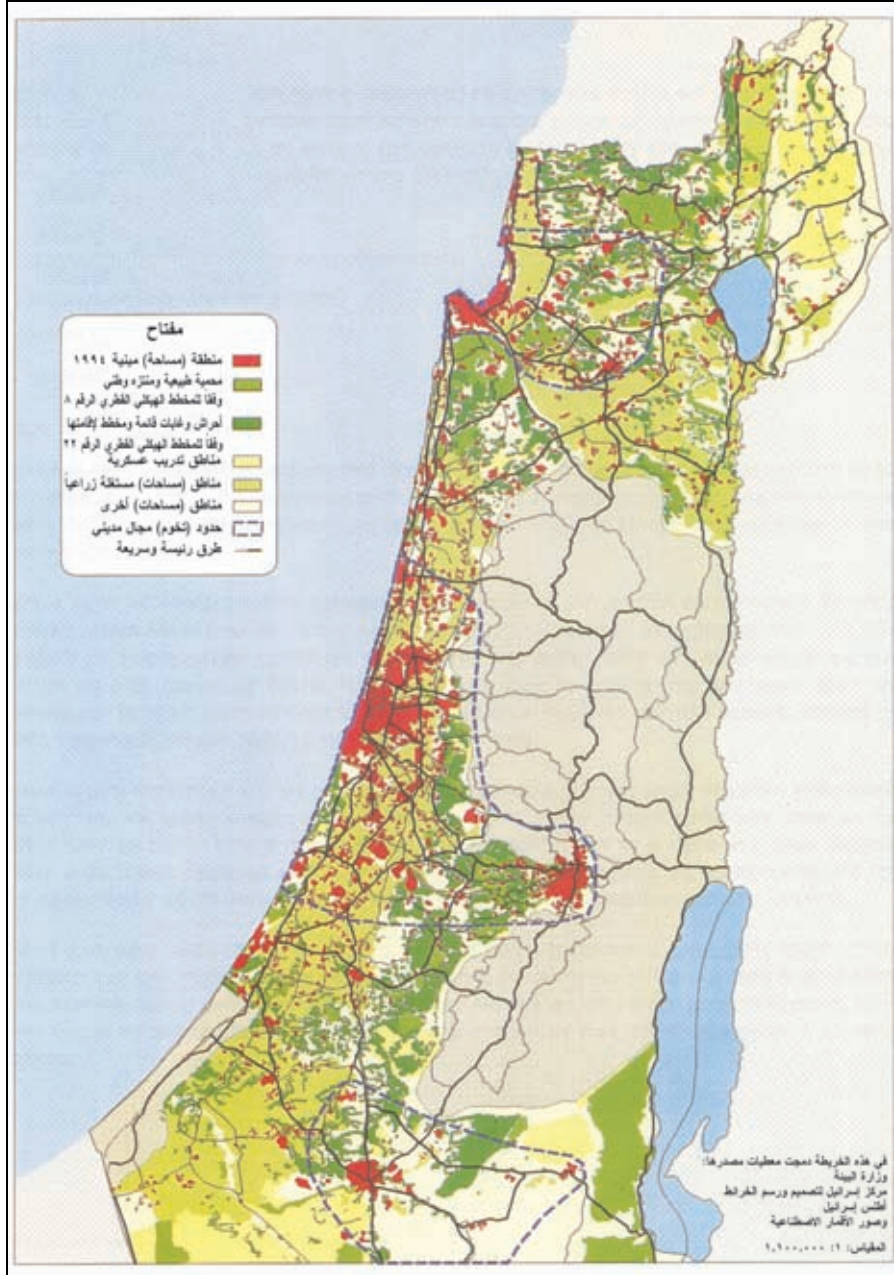 مفتاح
منطقة (مساحة) مبنية ١٩٩٤
محمية طبيعية ومنتزه وطني
وفقاً للمخطط الهيكلي القطري الرقم ٨
أحراش وغابات قائمة ومخطط لإقامتها
وفقاً للمخطط الهيكلي القطري الرقم ٢٢
مناطق تدريب عسكرية
مناطق (مساحات) مستغلة زراعياً
مناطق (مساحات) أخرى
حدود (تخوم) مجال مديني
طرق رئيسة وسريعة
في هذه الخريطة دمجت معطيات مصدرها:
وزارة البيئة
مركز إسرائيل لتصميم ورسم الخرائط
أطلس إسرائيل
وصور الأقمار الاصطناعية
المقياس: ١: ١,١٠٠,٠٠٠